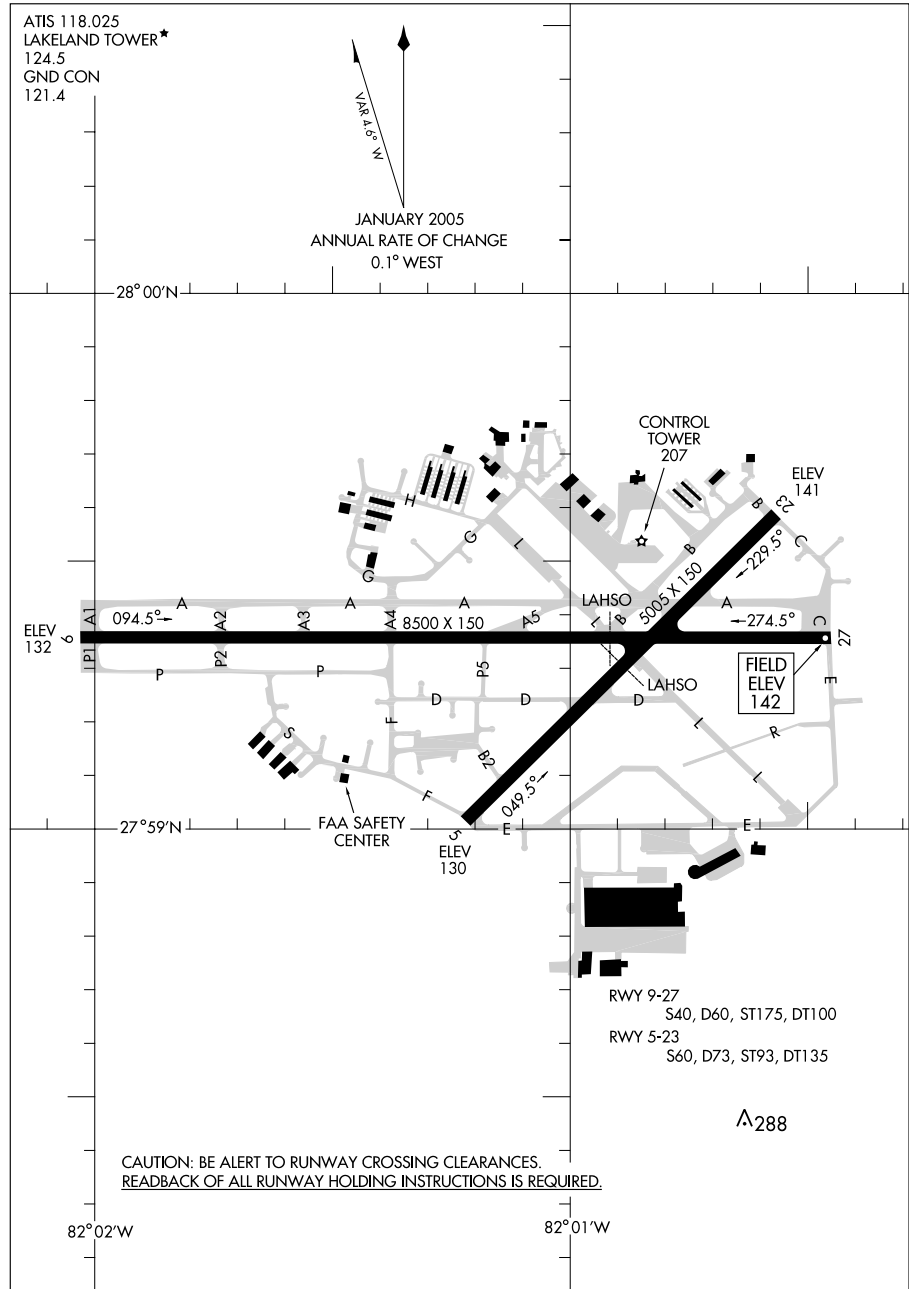 ATIS 118.025
LAKELAND TOWER★
124.5
GND CON
121.4
VAR 4.6° W
JANUARY 2005
ANNUAL RATE OF CHANGE
0.1° WEST
28°00'N
CONTROL
TOWER
207
ELEV
141
23
B
C
H
G
L
B
229.5°
G
5005 X 150
A
A
A
LAHSO
A
A1
094.5°
A2
A3
A4
8500 X 150
A5
L
B
274.5°
C
ELEV
132
9
27
P1
P2
P
P
P5
LAHSO
FIELD
ELEV
142
E
D
D
D
F
S
L
R
B2
L
F
049.5°
FAA SAFETY
CENTER
27°59'N
5
E
E
ELEV
130
RWY 9-27
S40, D60, ST175, DT100
RWY 5-23
S60, D73, ST93, DT135
288
CAUTION: BE ALERT TO RUNWAY CROSSING CLEARANCES.
READBACK OF ALL RUNWAY HOLDING INSTRUCTIONS IS REQUIRED.
82°02'W
82°01'W